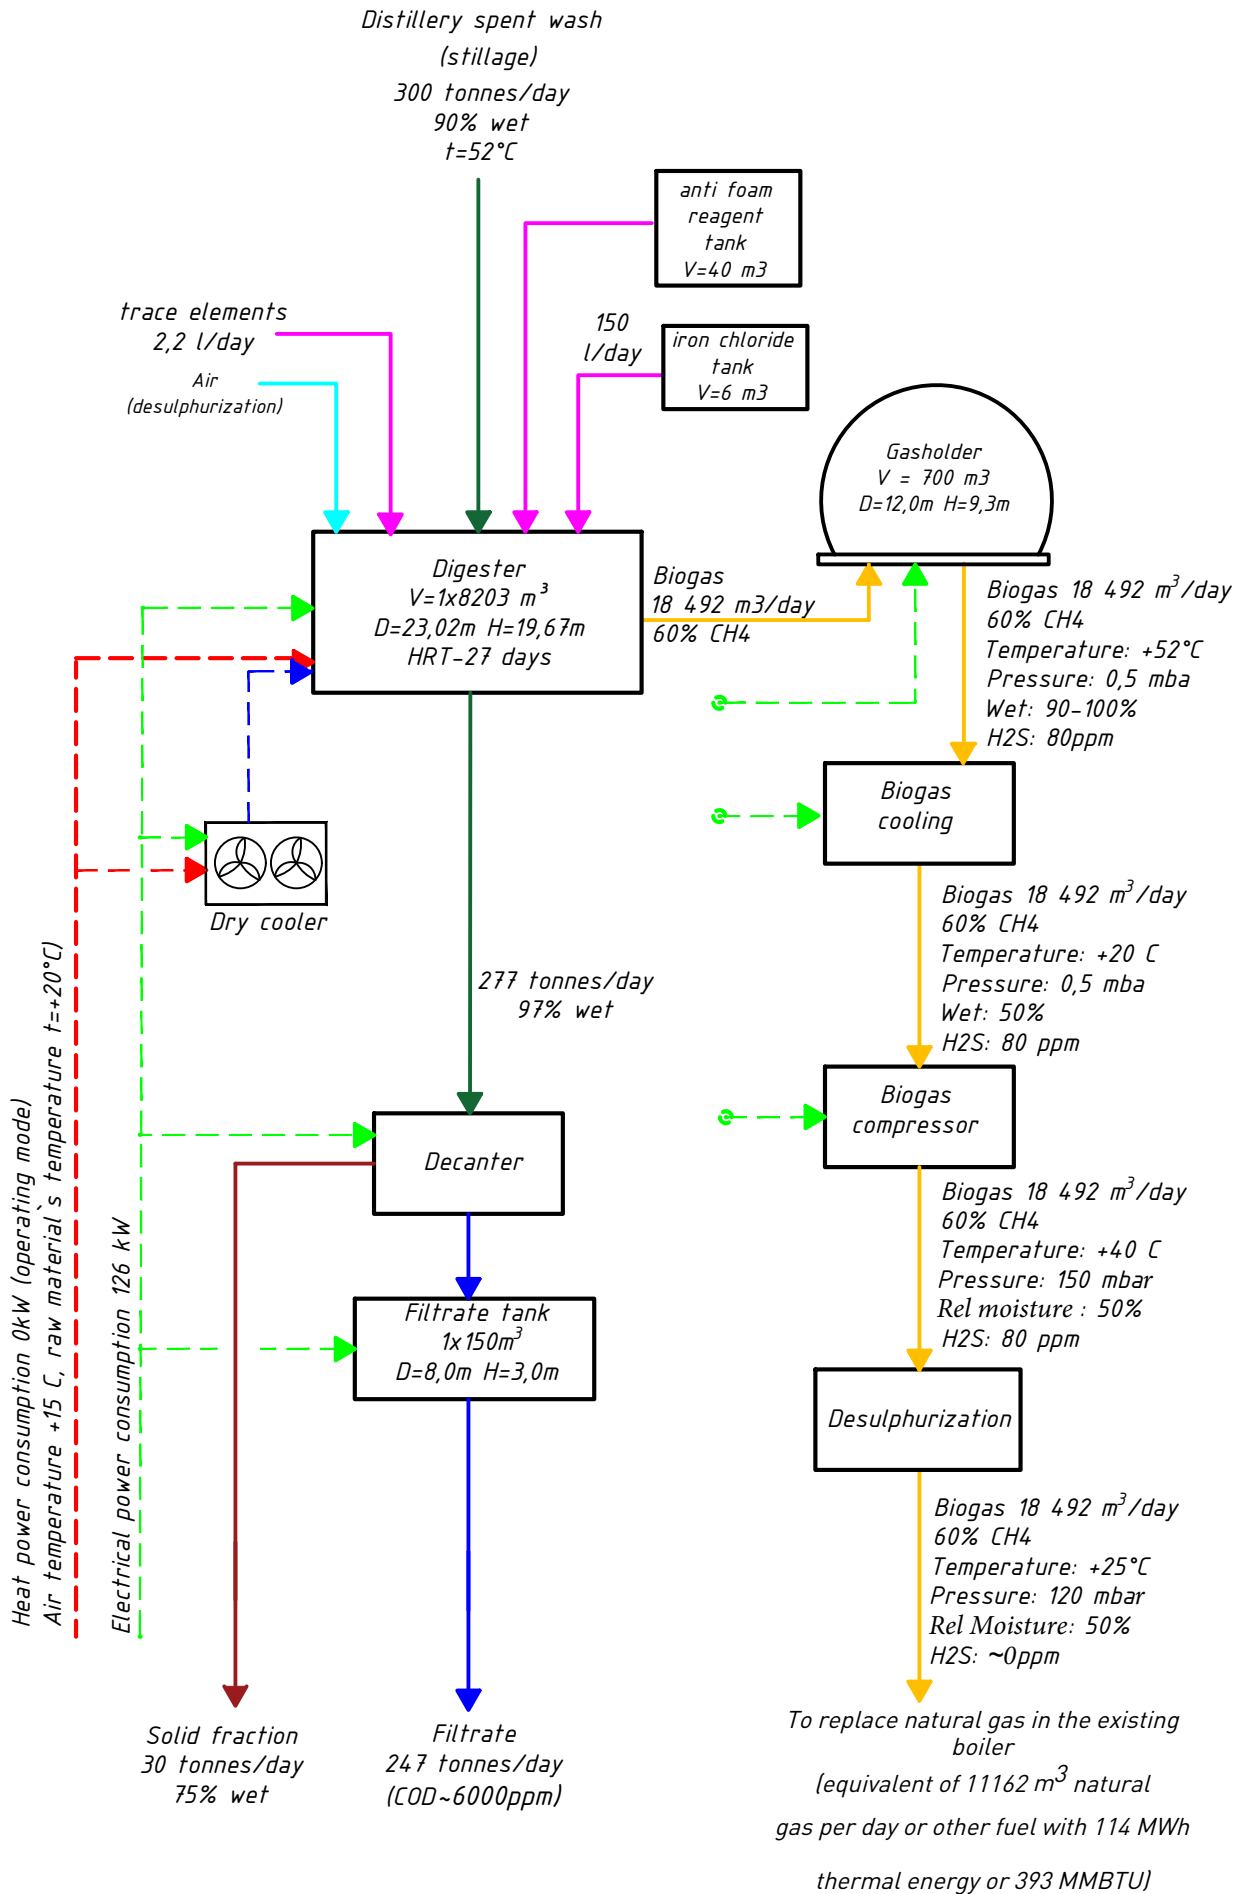 Distillery spent wash
(stillage)
300 tonnes/day
90% wet
t=52°C
anti foam
reagent
tank
V=40 m3
trace elements
2,2 l/day
Air
(desulphurization)
150
l/day
iron chloride
tank
V=6 m3
Gasholder
V = 700 m3
D=12,0m H=9,3m
Digester
V=1x8203 m³
D=23,02m H=19,67m
HRT-27 days
Biogas
18 492 m3/day
60% CH4
Biogas 18 492 m³/day
60% CH4
Temperature: +52°C
Pressure: 0,5 mba
Wet: 90-100%
H2S: 80ppm
Biogas
cooling
Dry cooler
Biogas 18 492 m³/day
60% CH4
Temperature: +20 C
Pressure: 0,5 mba
Wet: 50%
H2S: 80 ppm
277 tonnes/day
97% wet
Biogas
compressor
Decanter
Biogas 18 492 m³/day
60% CH4
Temperature: +40 C
Pressure: 150 mbar
Rel moisture : 50%
H2S: 80 ppm
Filtrate tank
1x150m³
D=8,0m H=3,0m
Desulphurization
Biogas 18 492 m³/day
60% CH4
Temperature: +25°C
Pressure: 120 mbar
Rel Moisture: 50%
H2S: ~0ppm
Heat power consumption 0kW (operating mode)
Air temperature +15 C, raw material`s temperature t=+20°C)
Electrical power consumption 126 kW
Solid fraction
30 tonnes/day
75% wet
Filtrate
247 tonnes/day
(COD~6000ppm)
To replace natural gas in the existing
boiler
(equivalent of 11162 m³ natural
gas per day or other fuel with 114 MWh
thermal energy or 393 MMBTU)